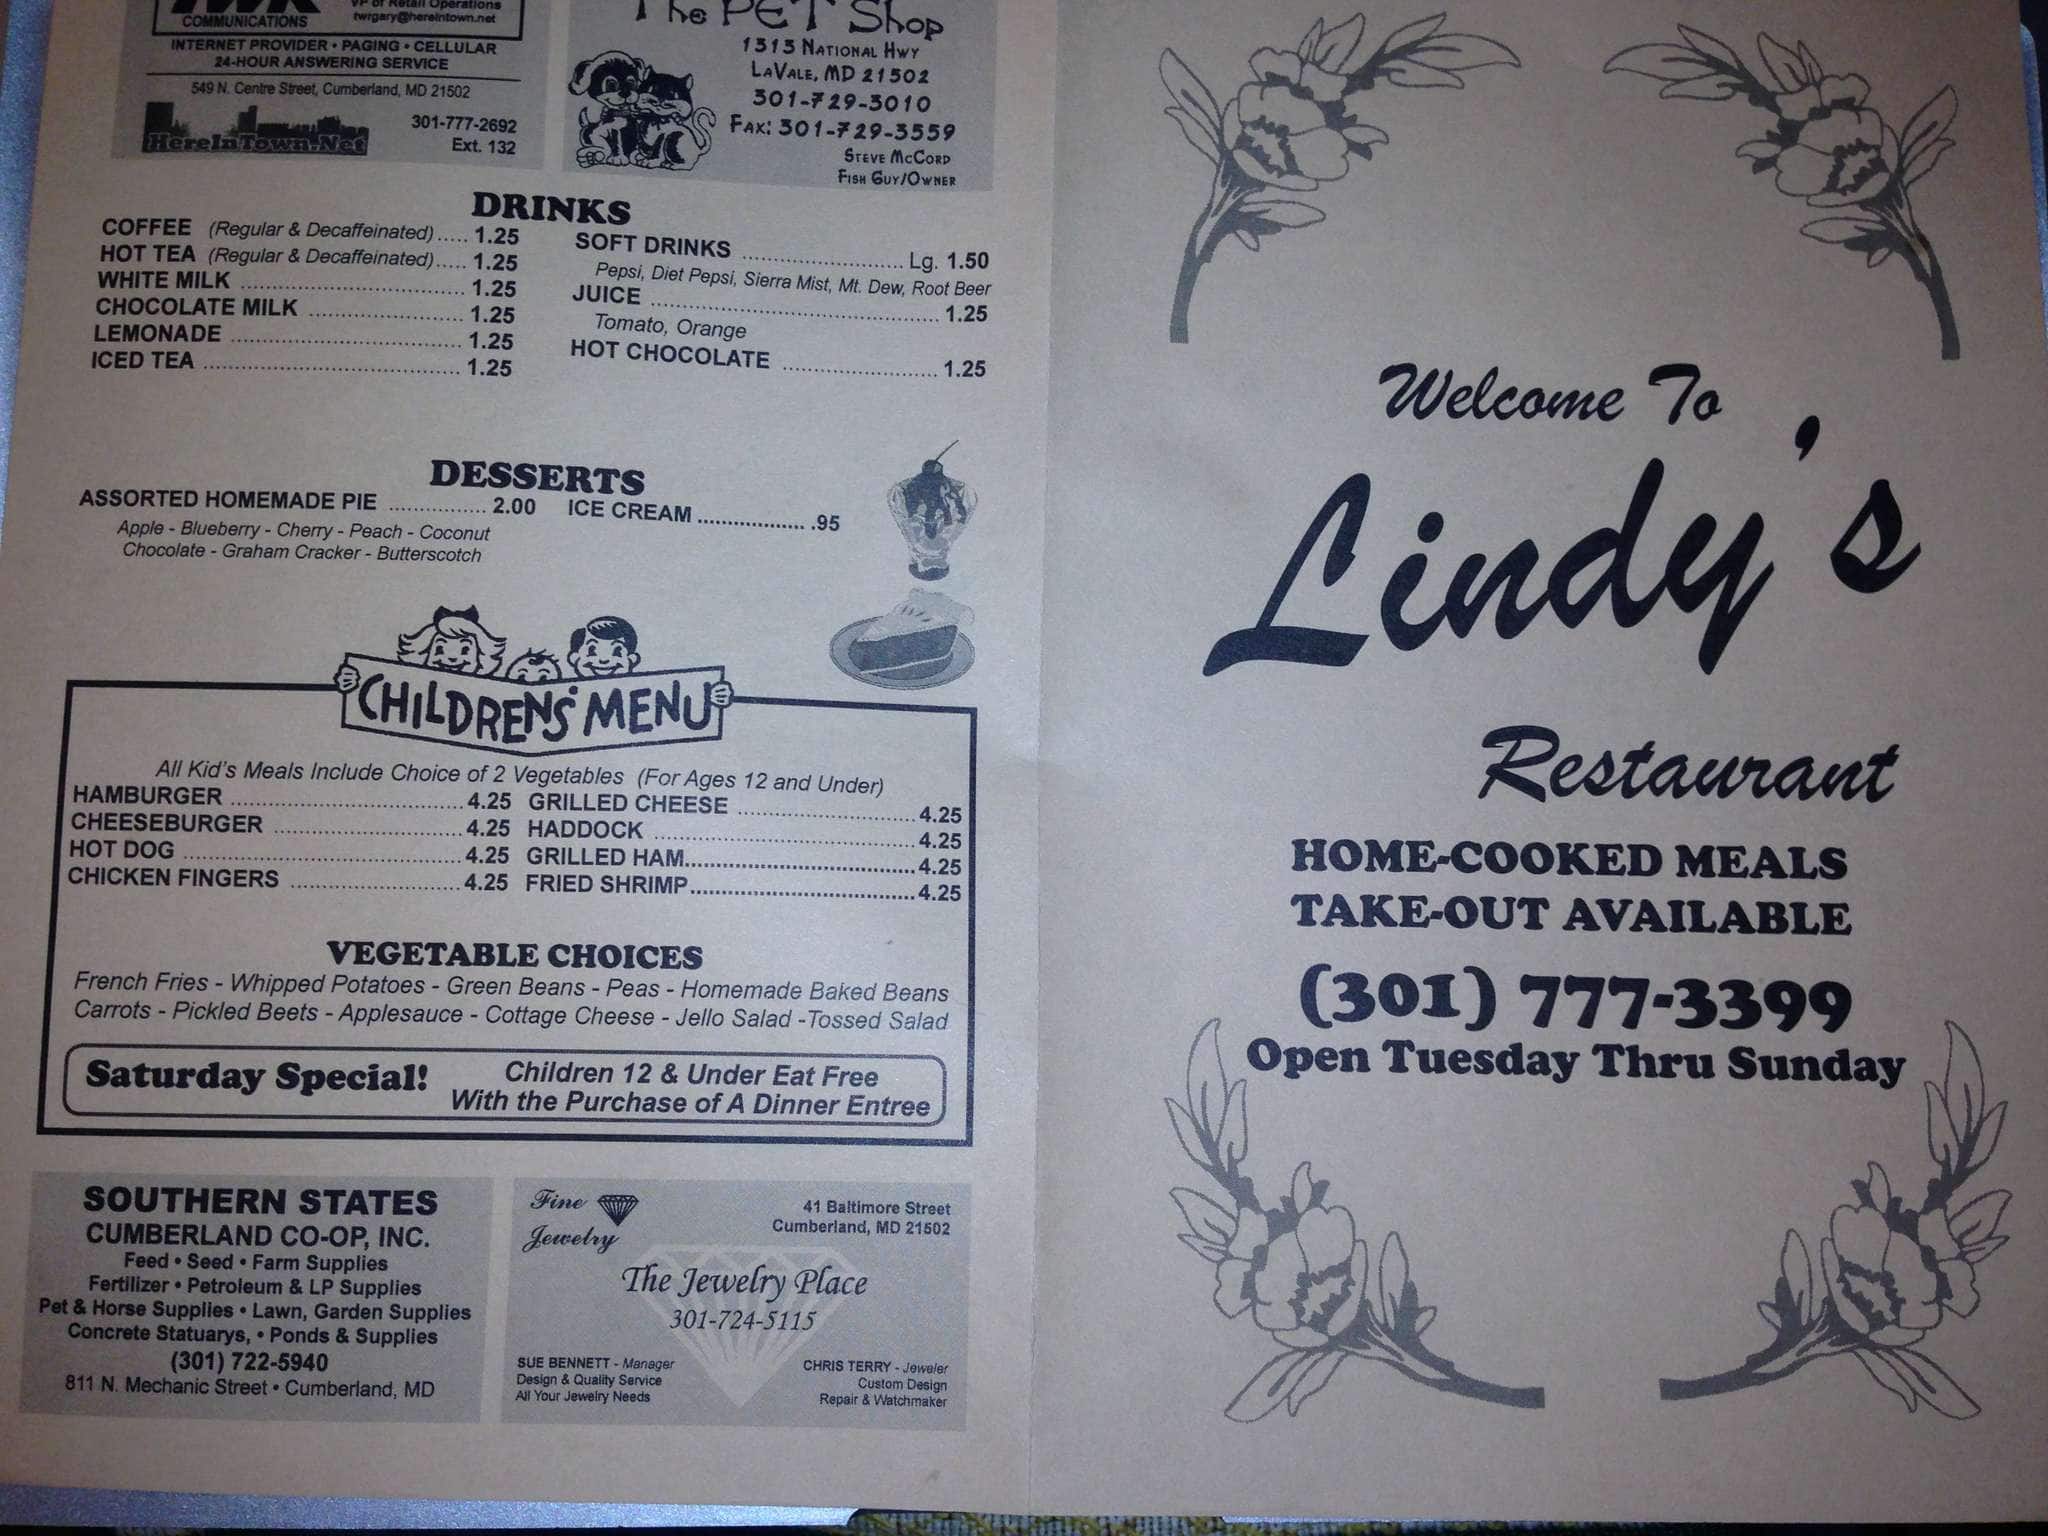 COMMUNICATIONS
VP of Retail Operations
twrgary@hereintown.net
INTERNET PROVIDER • PAGING • CELLULAR
24-HOUR ANSWERING SERVICE
549 N. Centre Street, Cumberland, MD 21502
HereInTown.Net
301-777-2692
Ext. 132
The PET Shop
1313 National Hwy
LaVale, MD 21502
301-729-3010
Fax: 301-729-3559
Steve McCord
Fish Guy/Owner
DRINKS
COFFEE (Regular & Decaffeinated) ..... 1.25
HOT TEA (Regular & Decaffeinated) ..... 1.25
WHITE MILK ..... 1.25
CHOCOLATE MILK ..... 1.25
LEMONADE ..... 1.25
ICED TEA ..... 1.25
SOFT DRINKS ..... Lg. 1.50
Pepsi, Diet Pepsi, Sierra Mist, Mt. Dew, Root Beer
JUICE ..... 1.25
Tomato, Orange
HOT CHOCOLATE ..... 1.25
DESSERTS
ASSORTED HOMEMADE PIE ..... 2.00
Apple - Blueberry - Cherry - Peach - Coconut
Chocolate - Graham Cracker - Butterscotch
ICE CREAM ..... .95
CHILDRENS' MENU
All Kid's Meals Include Choice of 2 Vegetables (For Ages 12 and Under)
HAMBURGER ..... 4.25
CHEESEBURGER ..... 4.25
HOT DOG ..... 4.25
CHICKEN FINGERS ..... 4.25
GRILLED CHEESE ..... 4.25
HADDOCK ..... 4.25
GRILLED HAM ..... 4.25
FRIED SHRIMP ..... 4.25
VEGETABLE CHOICES
French Fries - Whipped Potatoes - Green Beans - Peas - Homemade Baked Beans
Carrots - Pickled Beets - Applesauce - Cottage Cheese - Jello Salad -Tossed Salad
Saturday Special!
Children 12 & Under Eat Free
With the Purchase of A Dinner Entree
SOUTHERN STATES
CUMBERLAND CO-OP, INC.
Feed • Seed • Farm Supplies
Fertilizer • Petroleum & LP Supplies
Pet & Horse Supplies • Lawn, Garden Supplies
Concrete Statuarys, • Ponds & Supplies
(301) 722-5940
811 N. Mechanic Street • Cumberland, MD
Fine
Jewelry
41 Baltimore Street
Cumberland, MD 21502
The Jewelry Place
301-724-5115
SUE BENNETT - Manager
Design & Quality Service
All Your Jewelry Needs
CHRIS TERRY - Jeweler
Custom Design
Repair & Watchmaker
Welcome To
Lindy's
Restaurant
HOME-COOKED MEALS
TAKE-OUT AVAILABLE
(301) 777-3399
Open Tuesday Thru Sunday